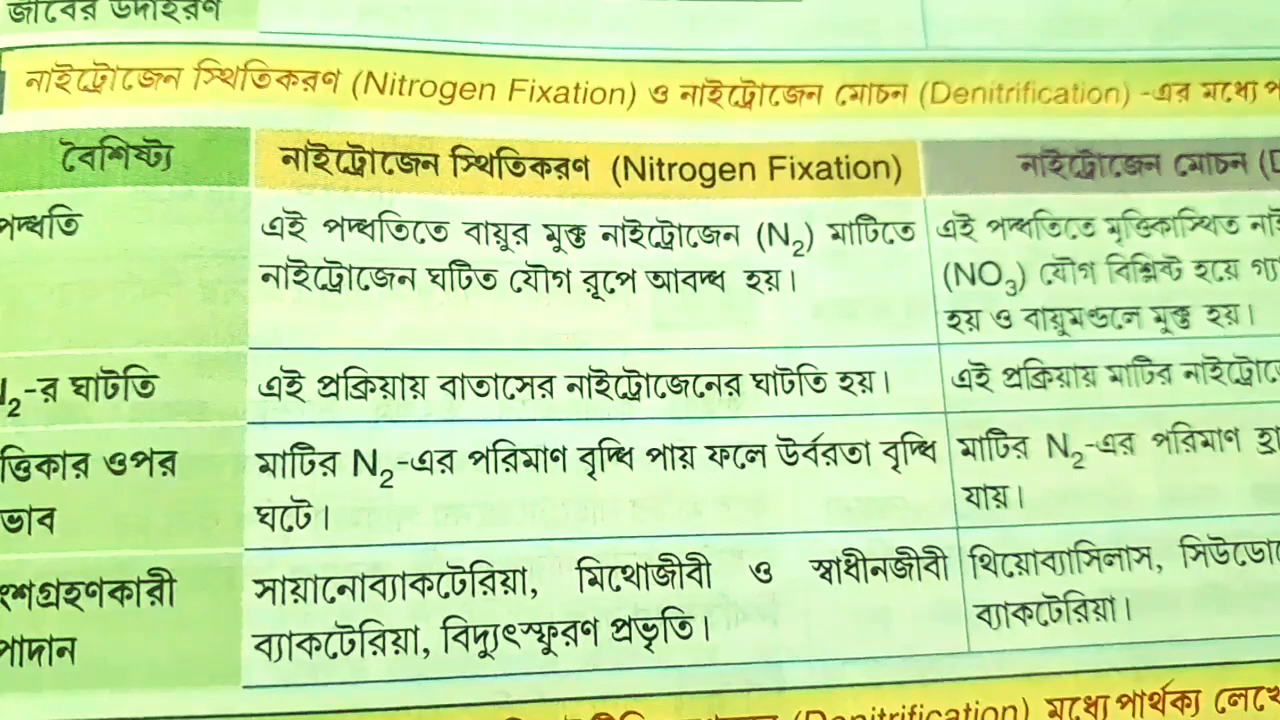 জীবের উদাহরণ
নাইট্রোজেন স্থিতিকরণ (Nitrogen Fixation) ও নাইট্রোজেন মোচন (Denitrification) -এর মধ্যে
বৈশিষ্ট্য নাইট্রোজেন স্থিতিকরণ (Nitrogen Fixation) নাইট্রোজেন মোচন
পদ্ধতি এই পদ্ধতিতে বায়ুর মুক্ত নাইট্রোজেন (N₂) মাটিতে এই পদ্ধতিতে মৃত্তিকাস্থিত
নাইট্রোজেন ঘটিত যৌগ রূপে আবদ্ধ হয়। (NO₃) যৌগ বিশ্লিষ্ট হয়ে
হয় ও বায়ুমণ্ডলে মুক্ত হয়।
-র ঘাটতি এই প্রক্রিয়ায় বাতাসের নাইট্রোজেনের ঘাটতি হয়। এই প্রক্রিয়ায় মাটির
ওপর মাটির N₂-এর পরিমাণ বৃদ্ধি পায় ফলে উর্বরতা বৃদ্ধি মাটির N₂-এর পরিমাণ
ঘটে। যায়।
সায়ানোব্যাকটেরিয়া, মিথোজীবী ও স্বাধীনজীবী থিয়োব্যাসিলাস,
ব্যাকটেরিয়া, বিদ্যুৎস্ফুরণ প্রভৃতি। ব্যাকটেরিয়া।
(Denitrification) মধ্যে পার্থক্য